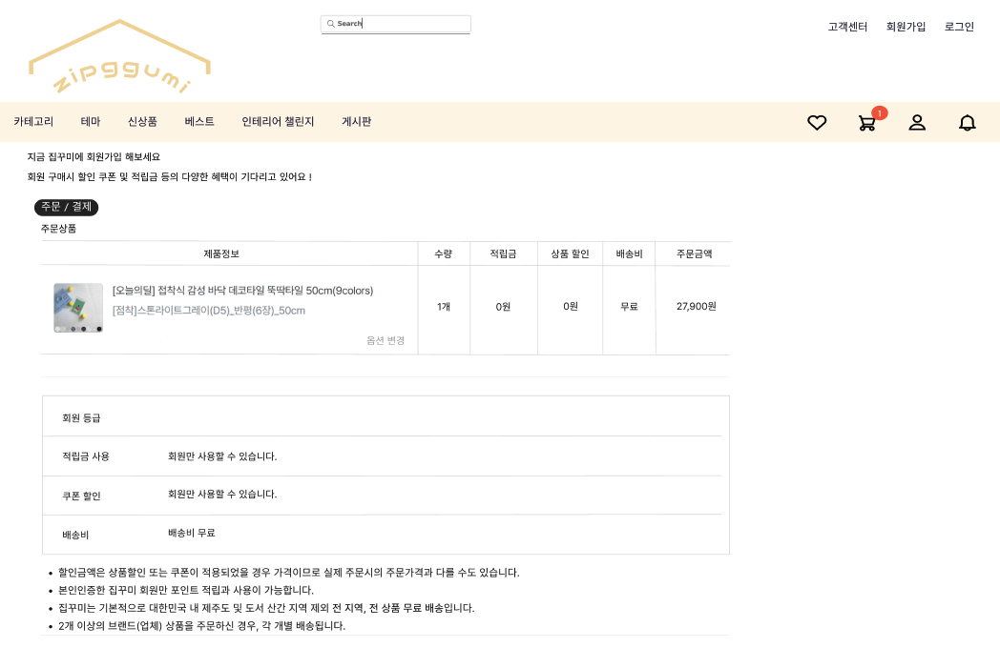 zipggumi
Search
고객센터 회원가입 로그인
카테고리 테마 신상품 베스트 인테리어 챌린지 게시판
1
지금 집꾸미에 회원가입 해보세요
회원 구매시 할인 쿠폰 및 적립금 등의 다양한 혜택이 기다리고 있어요 !
주문 / 결제
주문상품
제품정보 수량 적립금 상품 할인 배송비 주문금액
[오늘의딜] 접착식 감성 바닥 데코타일 뚝딱타일 50cm(9colors)
[점착]스톤라이트그레이(D5)_반평(6장)_50cm
1개 0원 0원 무료 27,900원
옵션 변경
회원 등급
적립금 사용 회원만 사용할 수 있습니다.
쿠폰 할인 회원만 사용할 수 있습니다.
배송비 배송비 무료
• 할인금액은 상품할인 또는 쿠폰이 적용되었을 경우 가격이므로 실제 주문시의 주문가격과 다를 수도 있습니다.
• 본인인증한 집꾸미 회원만 포인트 적립과 사용이 가능합니다.
• 집꾸미는 기본적으로 대한민국 내 제주도 및 도서 산간 지역 제외 전 지역, 전 상품 무료 배송입니다.
• 2개 이상의 브랜드(업체) 상품을 주문하신 경우, 각 개별 배송됩니다.